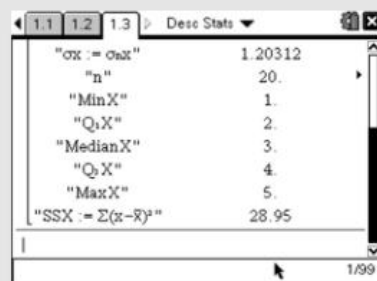 1.1 1.2 1.3 Desc Stats
"σx := σₙx" 1.20312
"n" 20.
"MinX" 1.
"Q₁X" 2.
"MedianX" 3.
"Q₃X" 4.
"MaxX" 5.
"SSX := Σ(x-x̄)²" 28.95
1/99